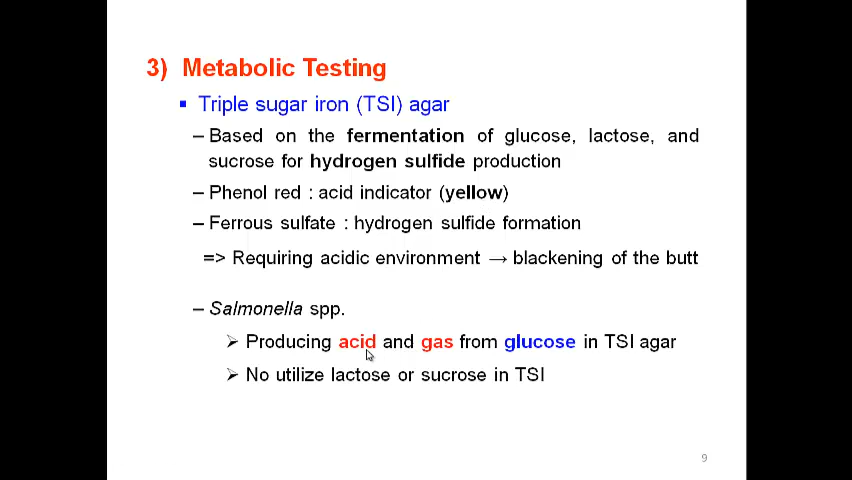 3) Metabolic Testing
▪ Triple sugar iron (TSI) agar
– Based on the fermentation of glucose, lactose, and
sucrose for hydrogen sulfide production
– Phenol red : acid indicator (yellow)
– Ferrous sulfate : hydrogen sulfide formation
=> Requiring acidic environment → blackening of the butt
– Salmonella spp.
➢ Producing acid and gas from glucose in TSI agar
➢ No utilize lactose or sucrose in TSI
9